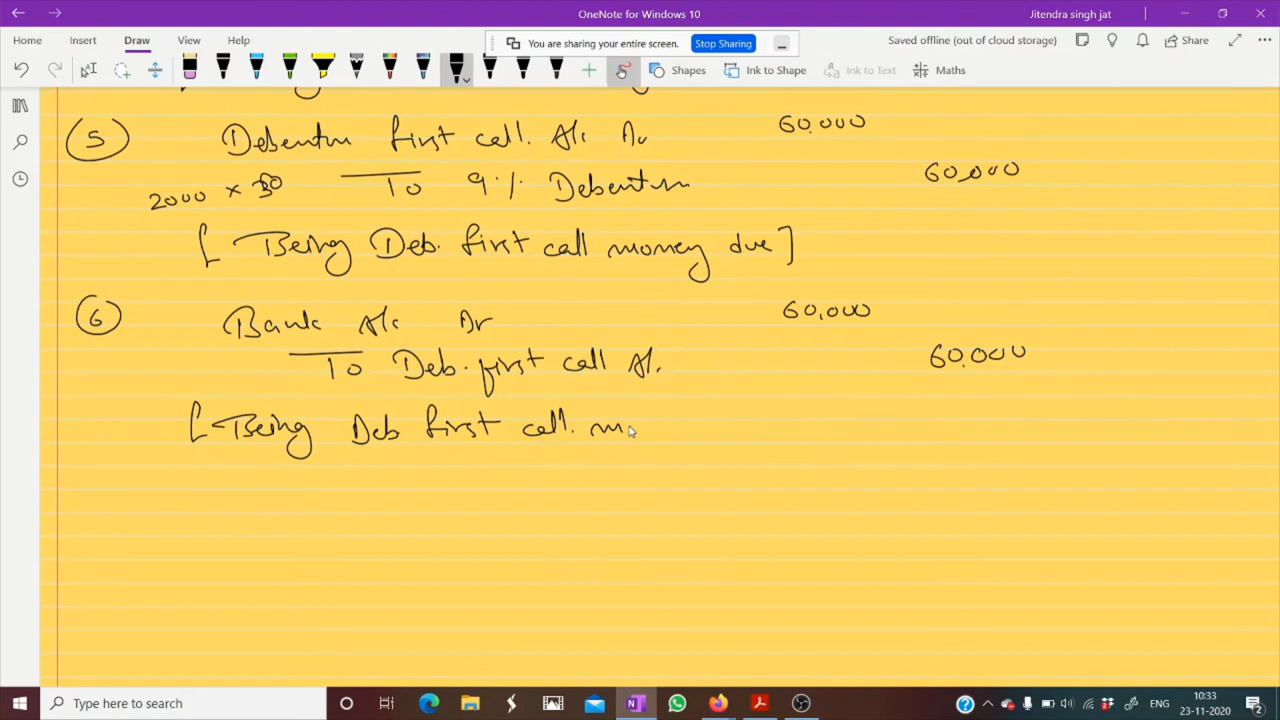 OneNote for Windows 10
Jitendra singh jat
Home Insert Draw View Help
You are sharing your entire screen. Stop Sharing
Saved offline (out of cloud storage)
Share
Shapes
Ink to Shape
Ink to Text
Maths
5 Debenture first call A/c Dr 60,000
2000 × 30 To 9% Debenture 60,000
[ Being Deb. first call money due ]
6 Bank A/c Dr 60,000
To Deb. first call A/c 60,000
[ Being Deb first call. m
Type here to search
ENG
10:33
23-11-2020
2